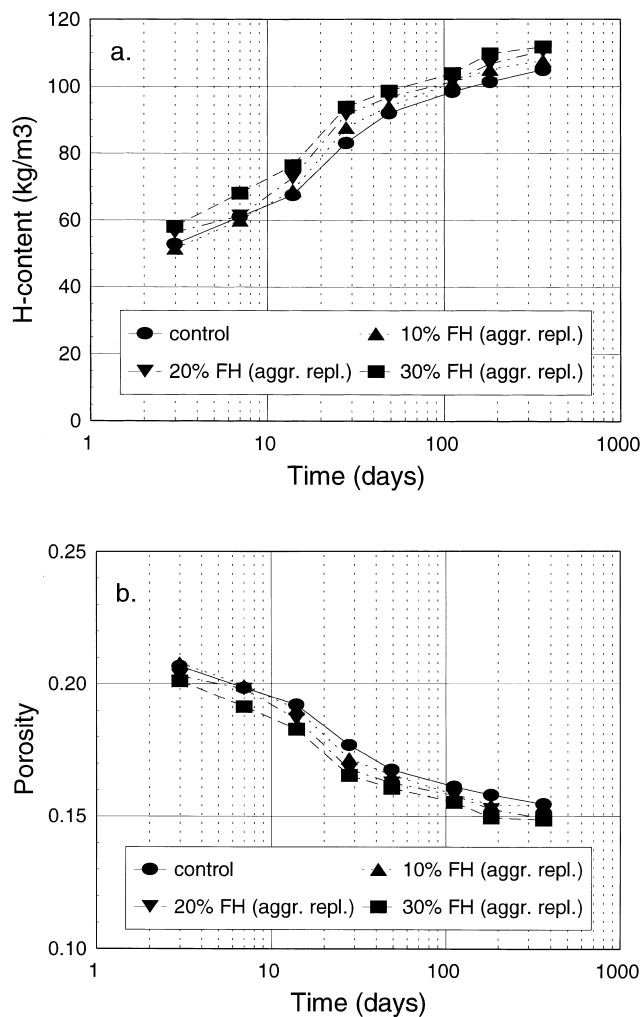 a.
120
100
80
60
40
20
0
H-content (kg/m3)
control
10% FH (aggr. repl.)
20% FH (aggr. repl.)
30% FH (aggr. repl.)
1
10
100
1000
Time (days)
b.
0.25
0.20
0.15
0.10
Porosity
control
10% FH (aggr. repl.)
20% FH (aggr. repl.)
30% FH (aggr. repl.)
1
10
100
1000
Time (days)